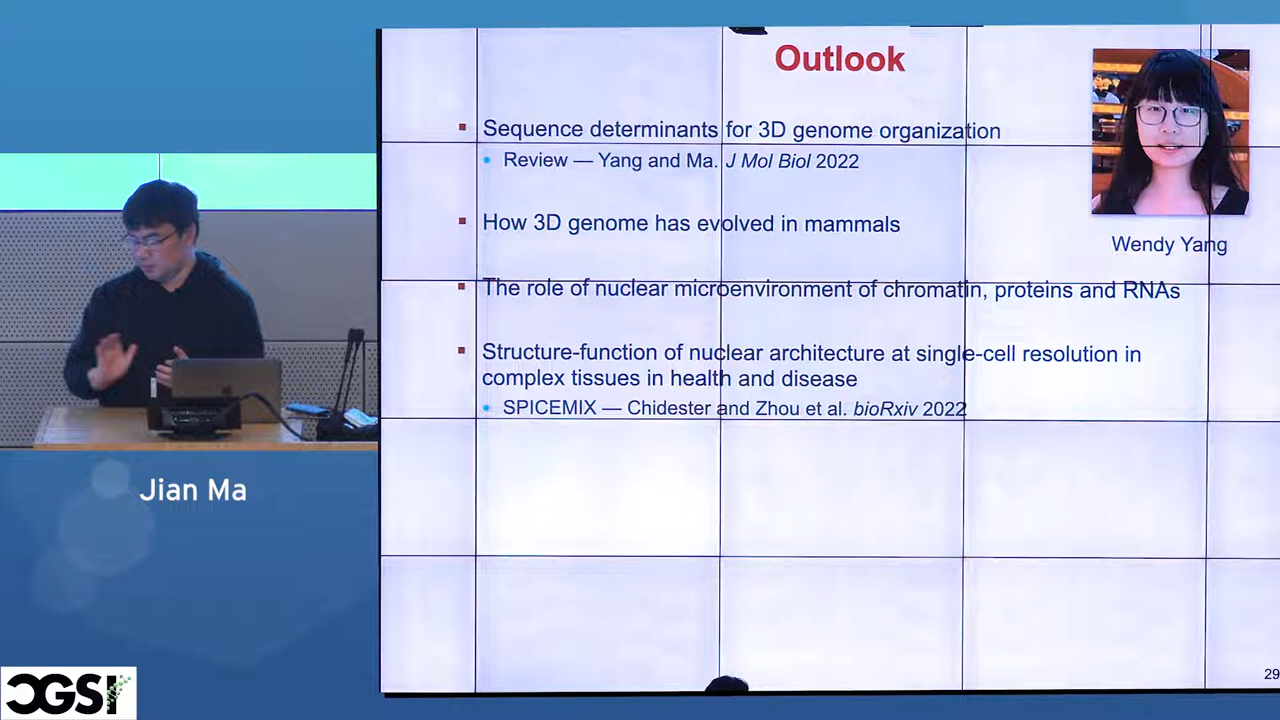 Outlook
Sequence determinants for 3D genome organization
Review — Yang and Ma. J Mol Biol 2022
How 3D genome has evolved in mammals
Wendy Yang
The role of nuclear microenvironment of chromatin, proteins and RNAs
Structure-function of nuclear architecture at single-cell resolution in
complex tissues in health and disease
SPICEMIX — Chidester and Zhou et al. bioRxiv 2022
Jian Ma
CGSI
29